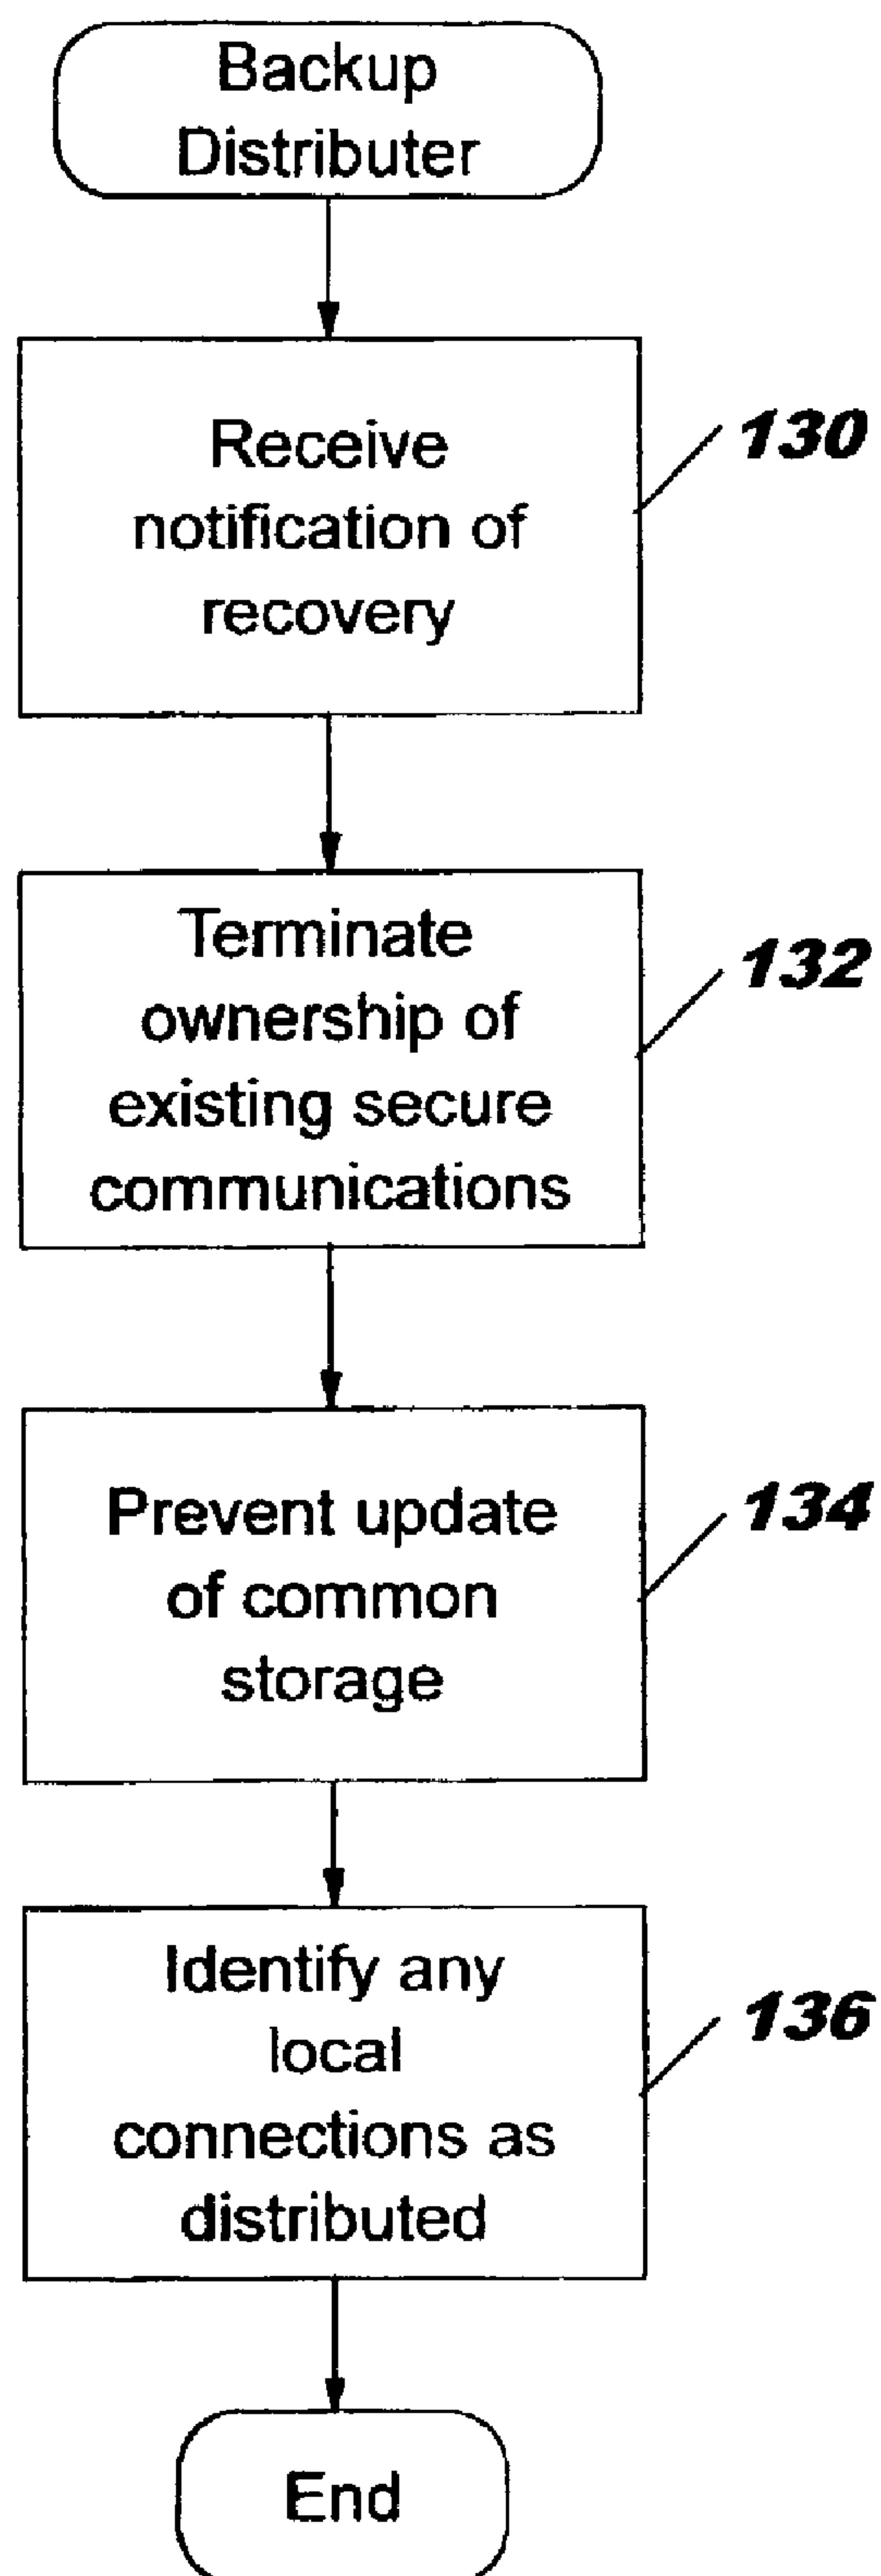 Backup
Distributer
Receive
notification of
recovery
130
Terminate
ownership of
existing secure
communications
132
Prevent update
of common
storage
134
Identify any
local
connections as
distributed
136
End